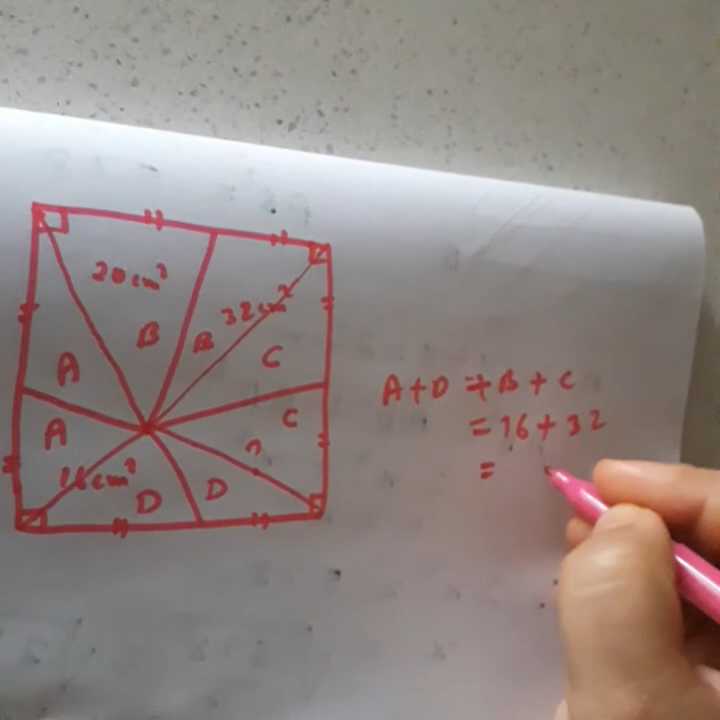 20cm²
32cm²
B
B
A
C
A
C
?
16cm²
D
D
A+D + B + C
= 16 + 32
=